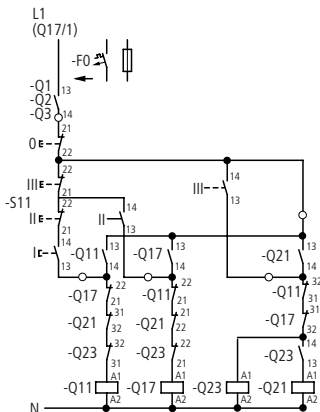 L1
(Q17/1)
-F0
-Q1
-Q2
-Q3
13
14
21
0
22
22
III
21
14
III
13
-S11
22
II
21
14
II
13
14
I
13
-Q11
13
14
-Q17
13
14
-Q21
13
14
-Q17
22
21
-Q11
22
21
-Q11
32
31
-Q21
31
32
-Q21
21
22
-Q17
32
31
-Q23
32
31
-Q23
22
21
-Q23
14
13
-Q11
A1
A2
-Q17
A1
A2
-Q23
A1
A2
-Q21
A1
A2
N